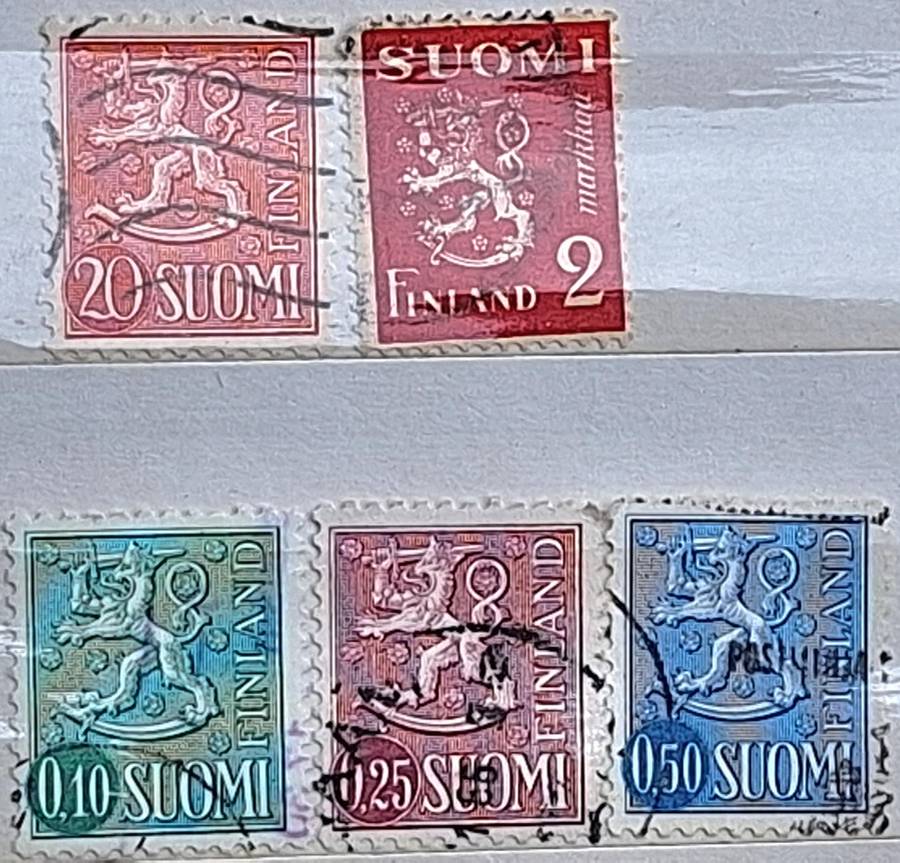 FINLAND
20 SUOMI
SUOMI
markkaa
FINLAND 2
FINLAND
0,10 SUOMI
FINLAND
0,25 SUOMI
FINLAND
0,50 SUOMI